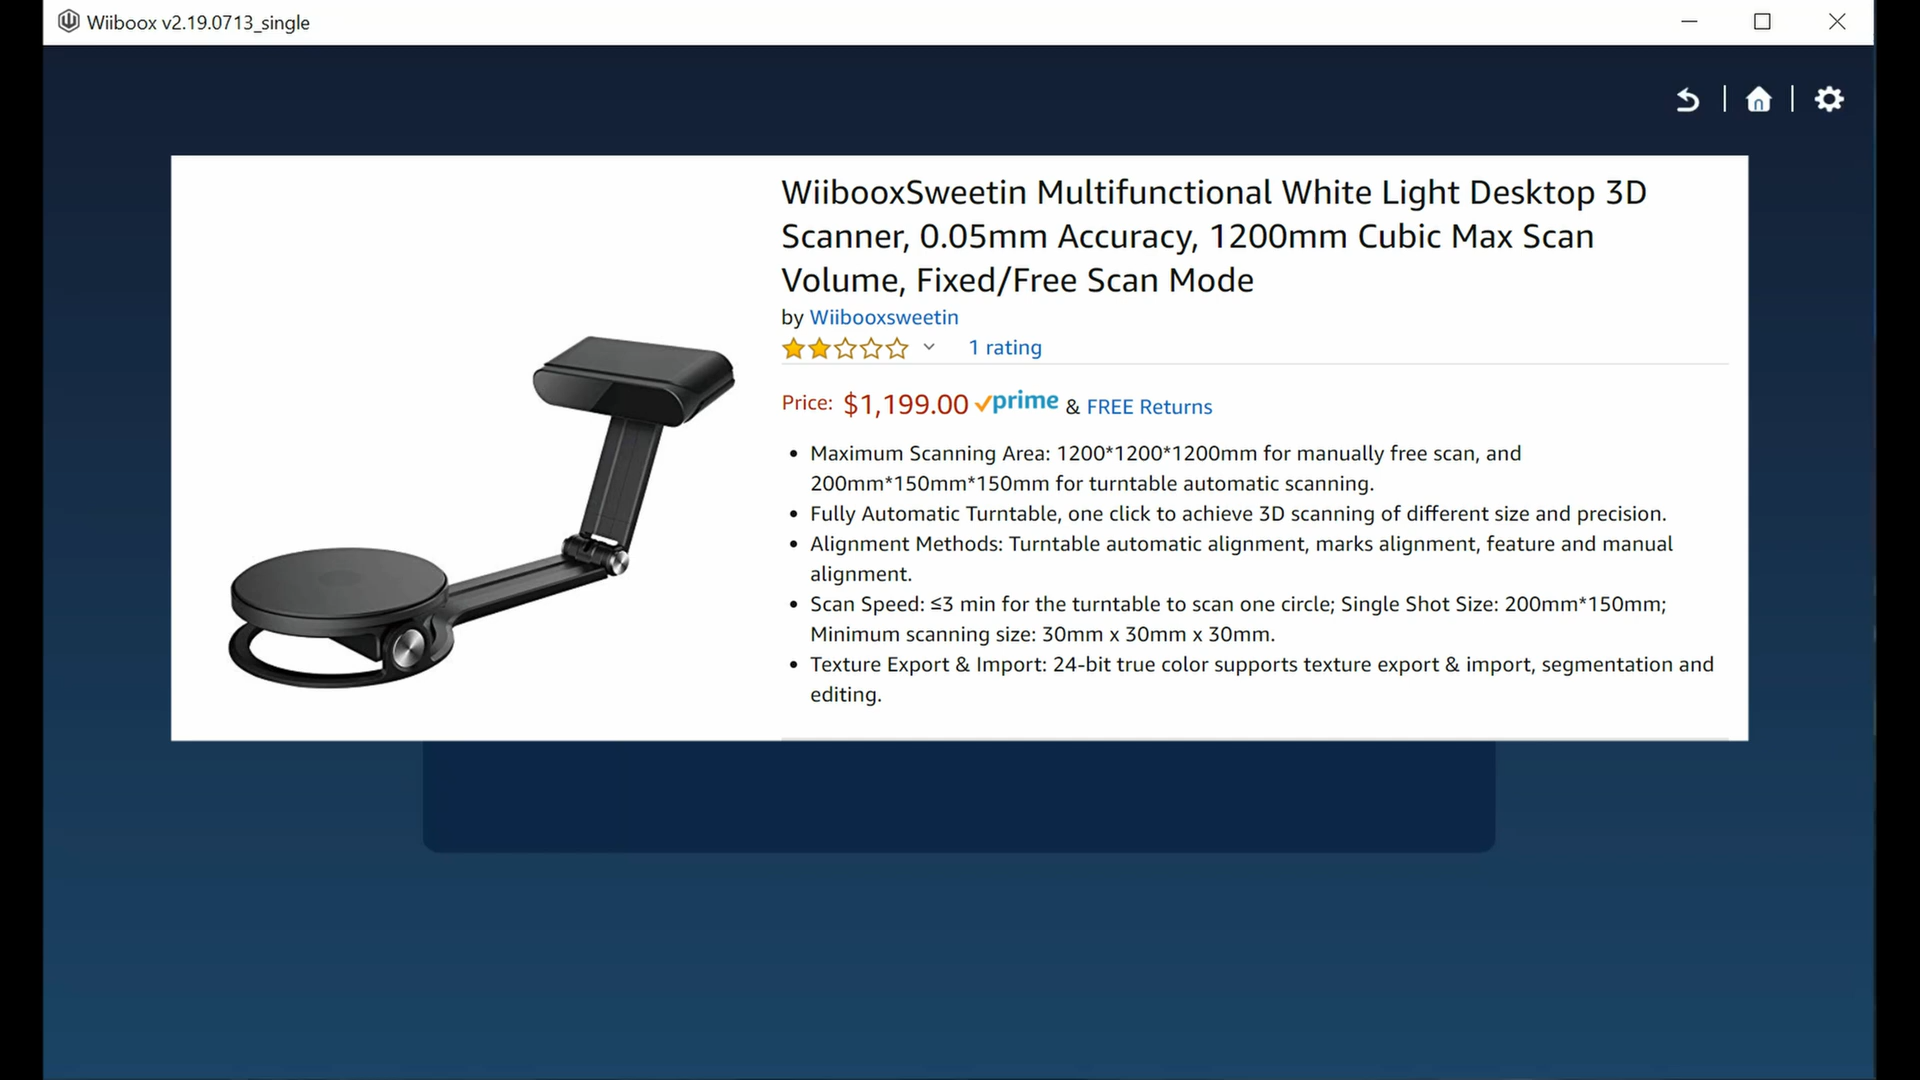 Wiiboox v2.19.0713_single
WiibooxSweetin Multifunctional White Light Desktop 3D
Scanner, 0.05mm Accuracy, 1200mm Cubic Max Scan
Volume, Fixed/Free Scan Mode
by Wiibooxsweetin
1 rating
Price: $1,199.00 prime & FREE Returns
• Maximum Scanning Area: 1200*1200*1200mm for manually free scan, and
200mm*150mm*150mm for turntable automatic scanning.
• Fully Automatic Turntable, one click to achieve 3D scanning of different size and precision.
• Alignment Methods: Turntable automatic alignment, marks alignment, feature and manual
alignment.
• Scan Speed: ≤3 min for the turntable to scan one circle; Single Shot Size: 200mm*150mm;
Minimum scanning size: 30mm x 30mm x 30mm.
• Texture Export & Import: 24-bit true color supports texture export & import, segmentation and
editing.